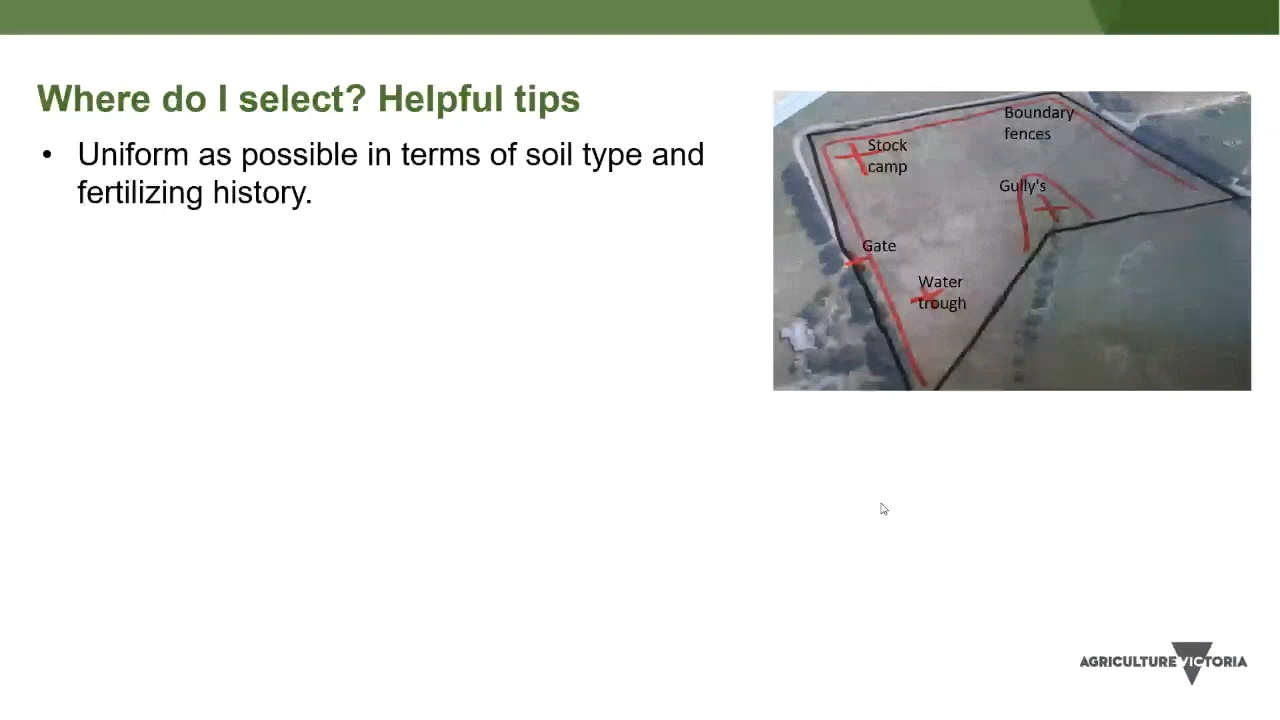 Where do I select? Helpful tips
• Uniform as possible in terms of soil type and
fertilizing history.
Boundary
fences
Stock
camp
Gully's
Gate
Water
trough
AGRICULTURE VICTORIA